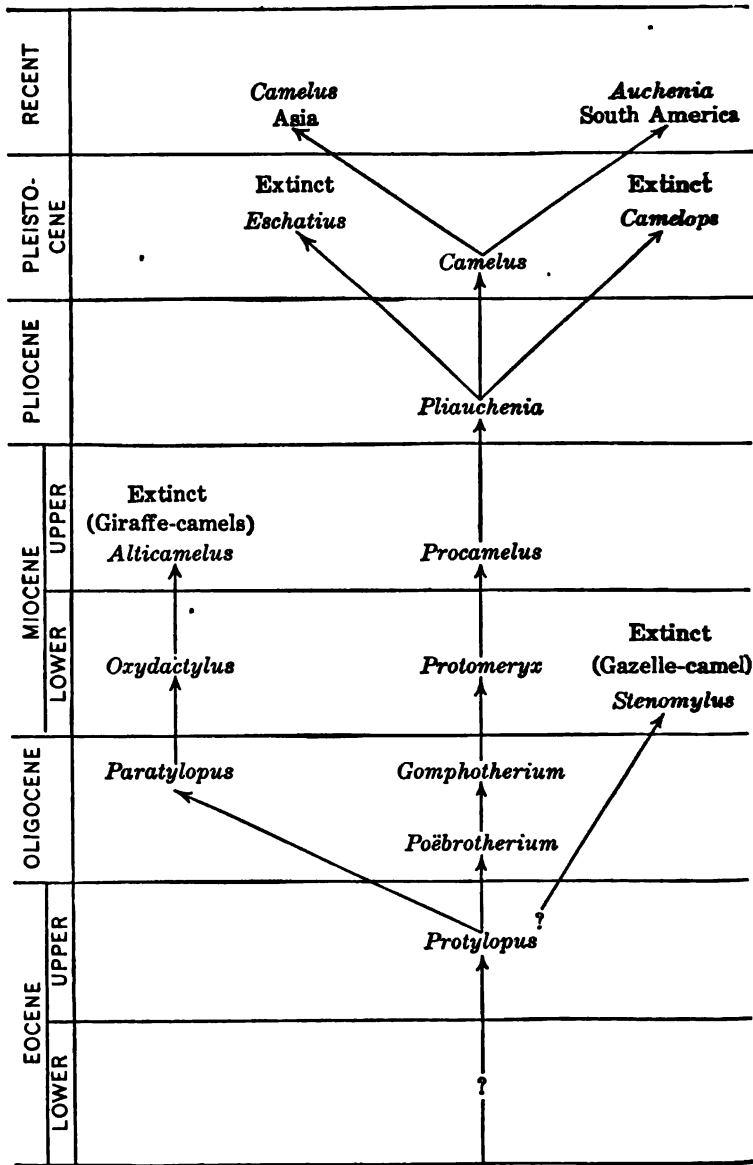 RECENT
Camelus
Asia
Auchenia
South America
PLEISTO-
CENE
Extinct
Eschatius
Extinct
Camelops
Camelus
PLIOCENE
Pliauchenia
MIOCENE
UPPER
Extinct
(Giraffe-camels)
Alticamelus
Procamelus
LOWER
Oxydactylus
Protomeryx
Extinct
(Gazelle-camel)
Stenomylus
OLIGOCENE
Paratylopus
Gomphotherium
Poëbrotherium
EOCENE
UPPER
?
Protylopus
LOWER
?